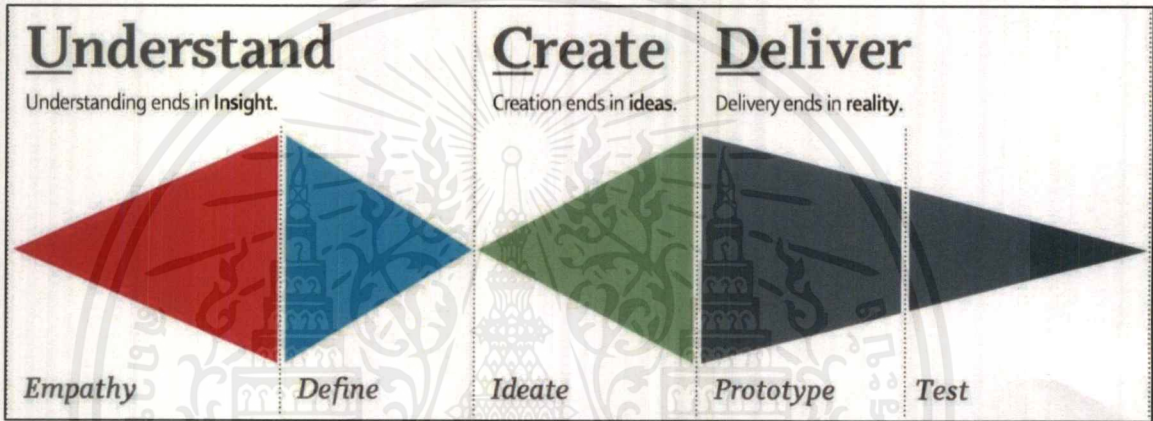 Understand
Understanding ends in Insight.
Create
Creation ends in ideas.
Deliver
Delivery ends in reality.
Empathy
Define
Ideate
Prototype
Test